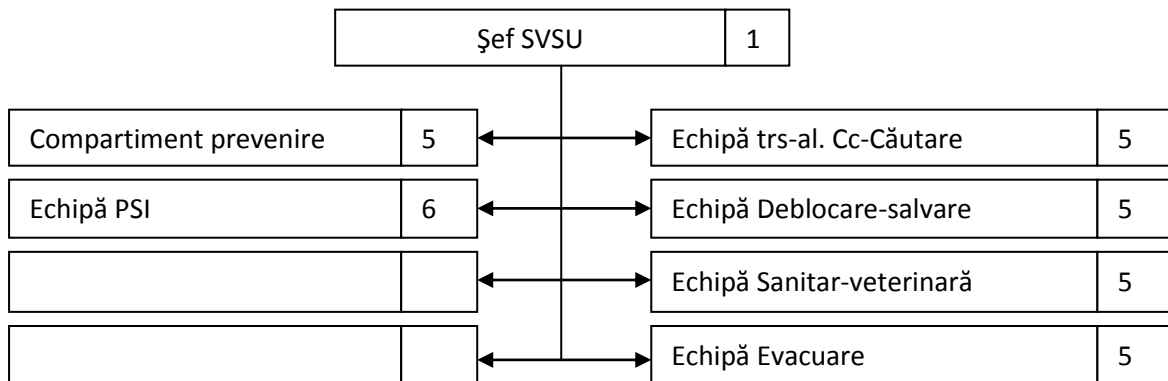 Şef SVSU 1
Compartiment prevenire 5
Echipă trs-al. Cc-Căutare 5
Echipă PSI 6
Echipă Deblocare-salvare 5
Echipă Sanitar-veterinară 5
Echipă Evacuare 5